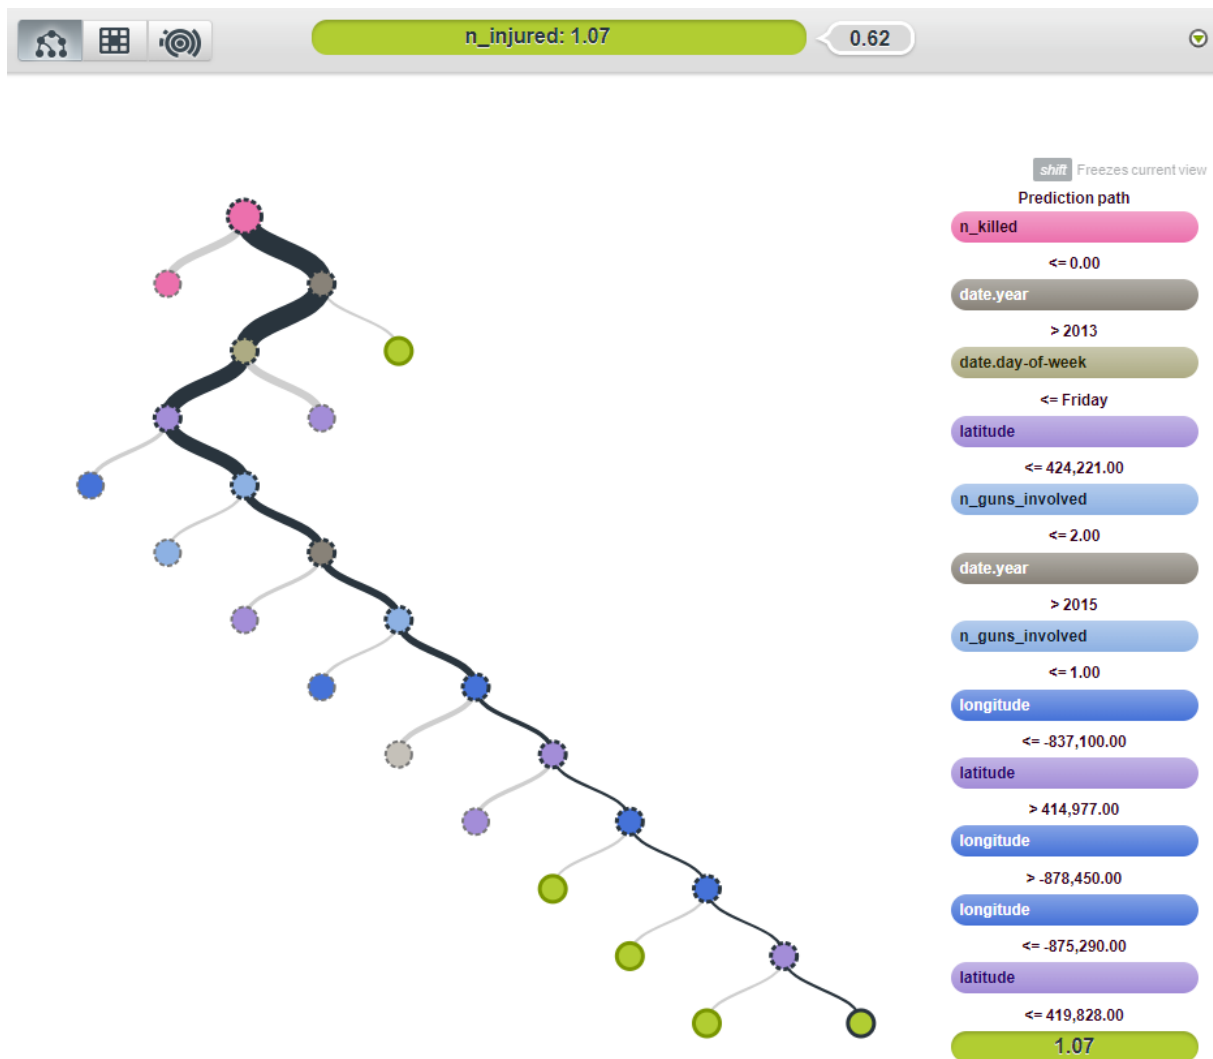 n_injured: 1.07
0.62
shift Freezes current view
Prediction path
n_killed
<= 0.00
date.year
> 2013
date.day-of-week
<= Friday
latitude
<= 424,221.00
n_guns_involved
<= 2.00
date.year
> 2015
n_guns_involved
<= 1.00
longitude
<= -837,100.00
latitude
> 414,977.00
longitude
> -878,450.00
longitude
<= -875,290.00
latitude
<= 419,828.00
1.07